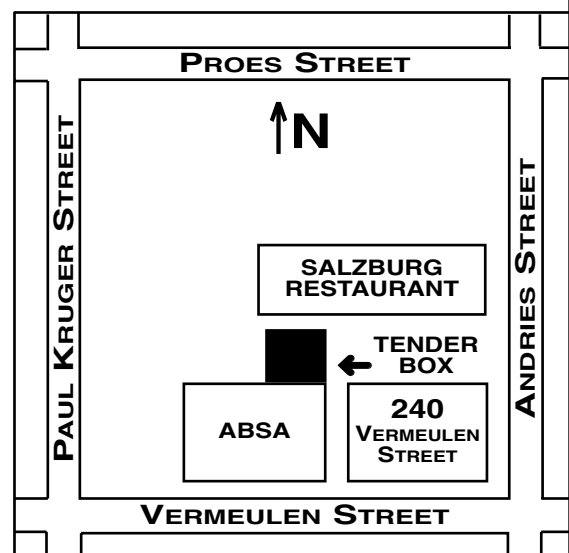 PROES STREET
N
PAUL KRUGER STREET
ANDRIES STREET
SALZBURG
RESTAURANT
TENDER
BOX
ABSA
240
VERMEULEN
STREET
VERMEULEN STREET